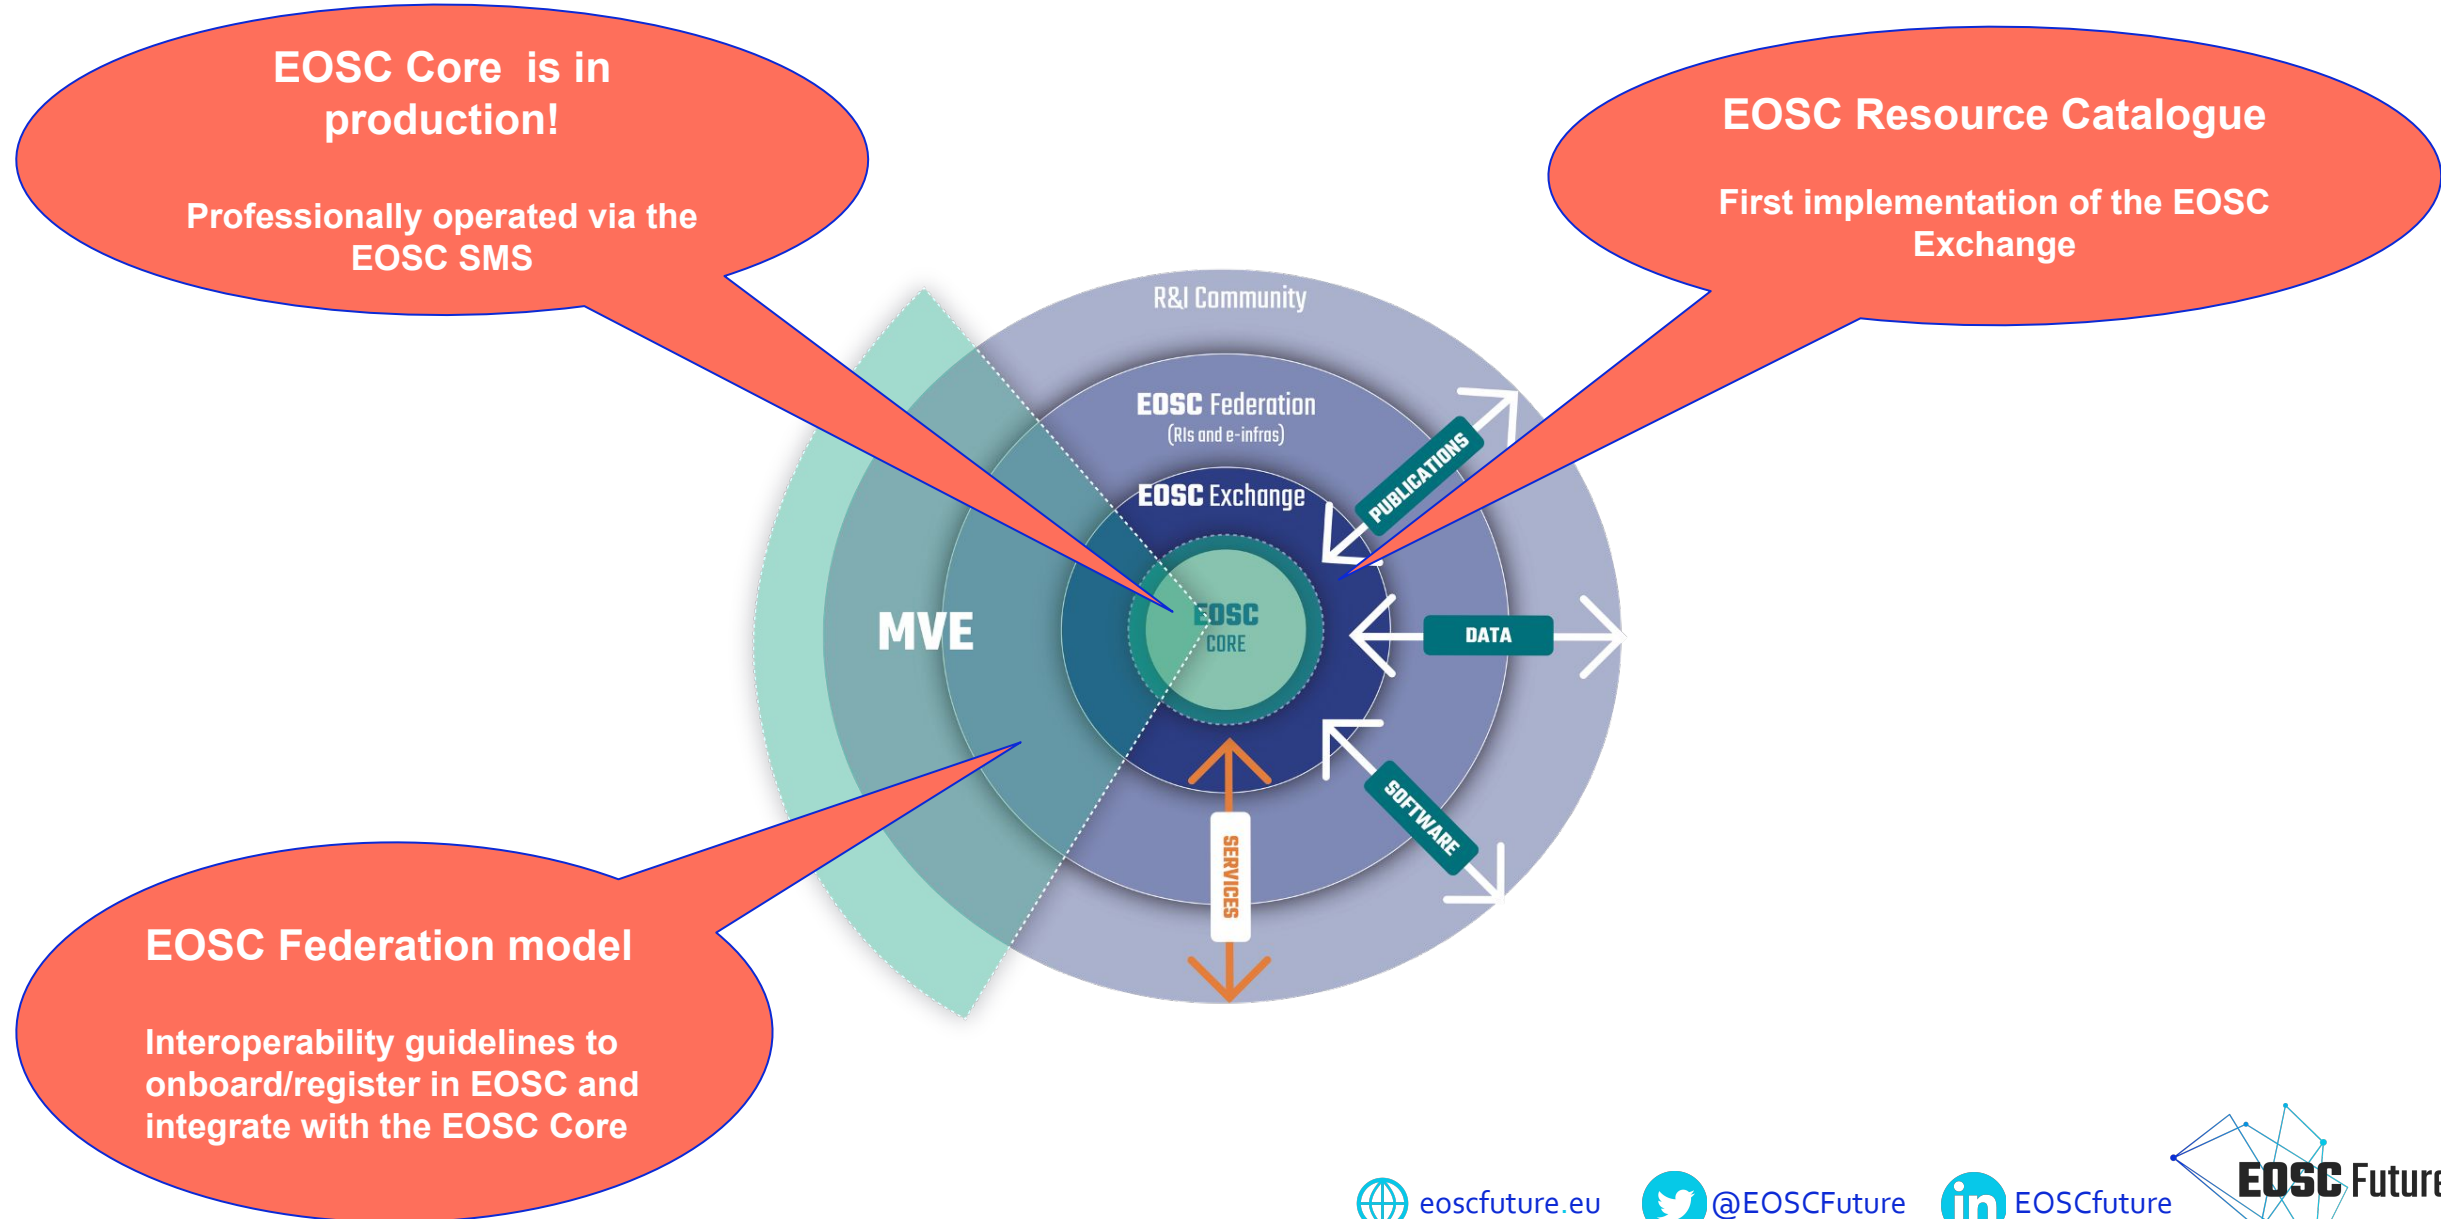 EOSC Core is in
production!
Professionally operated via the
EOSC SMS
EOSC Resource Catalogue
First implementation of the EOSC
Exchange
R&I Community
EOSC Federation
(RIs and e-infras)
EOSC Exchange
EOSC
CORE
MVE
PUBLICATIONS
DATA
SOFTWARE
SERVICES
EOSC Federation model
Interoperability guidelines to
onboard/register in EOSC and
integrate with the EOSC Core
eoscfuture.eu
@EOSCFuture
in
EOSCfuture
EOSC Future